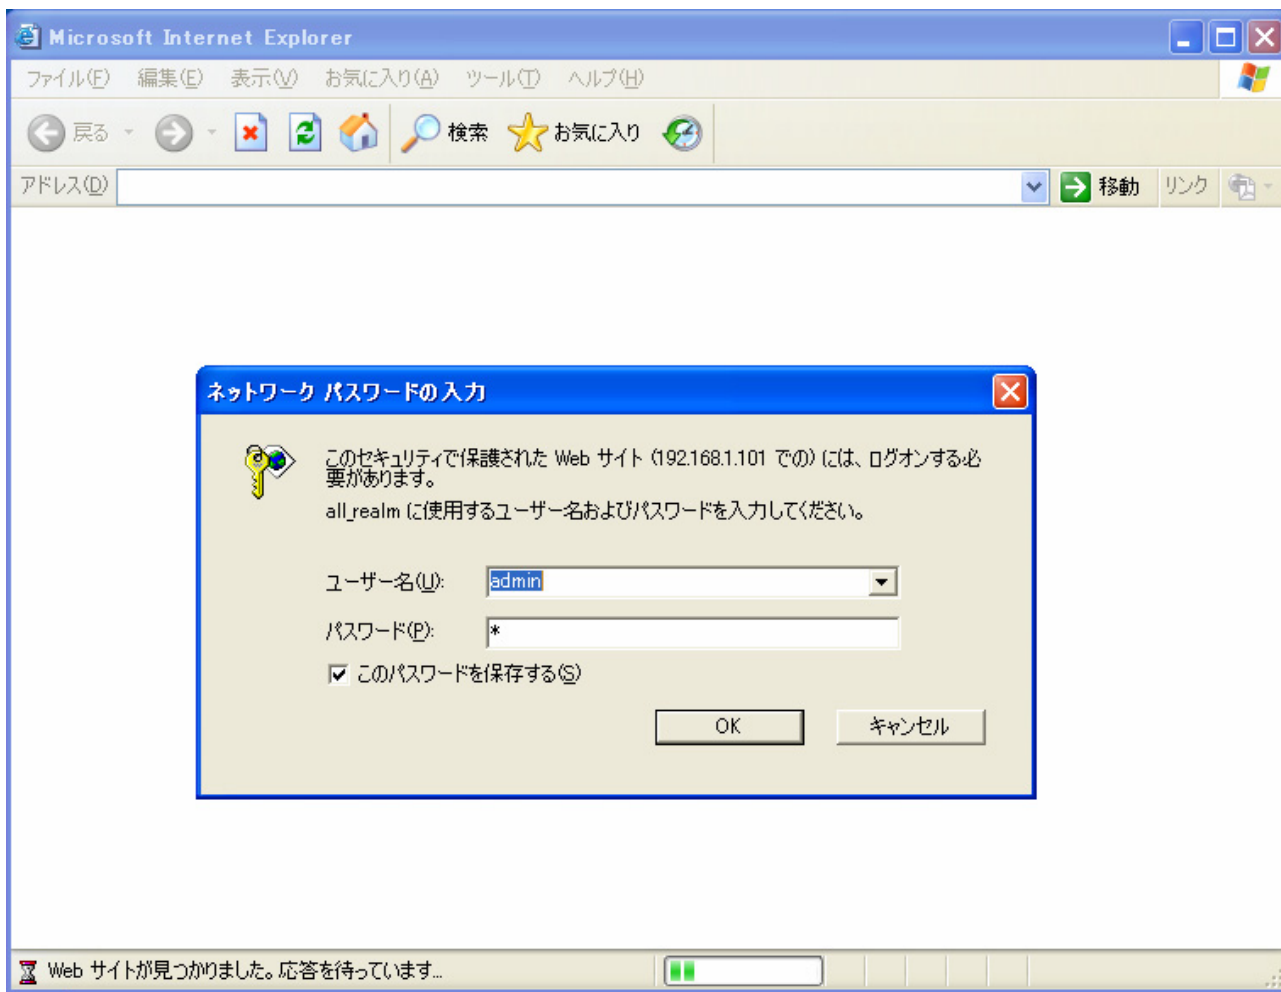 Microsoft Internet Explorer
ファイル(F) 編集(E) 表示(V) お気に入り(A) ツール(T) ヘルプ(H)
戻る 検索 お気に入り
アドレス(D) 移動 リンク
ネットワーク パスワードの入力
このセキュリティで保護された Web サイト (192.168.1.101 での) には、ログオンする必
要があります。
all_realm に使用するユーザー名およびパスワードを入力してください。
ユーザー名(U): admin
パスワード(P): *
このパスワードを保存する(S)
OK キャンセル
Web サイトが見つかりました。応答を待っています...